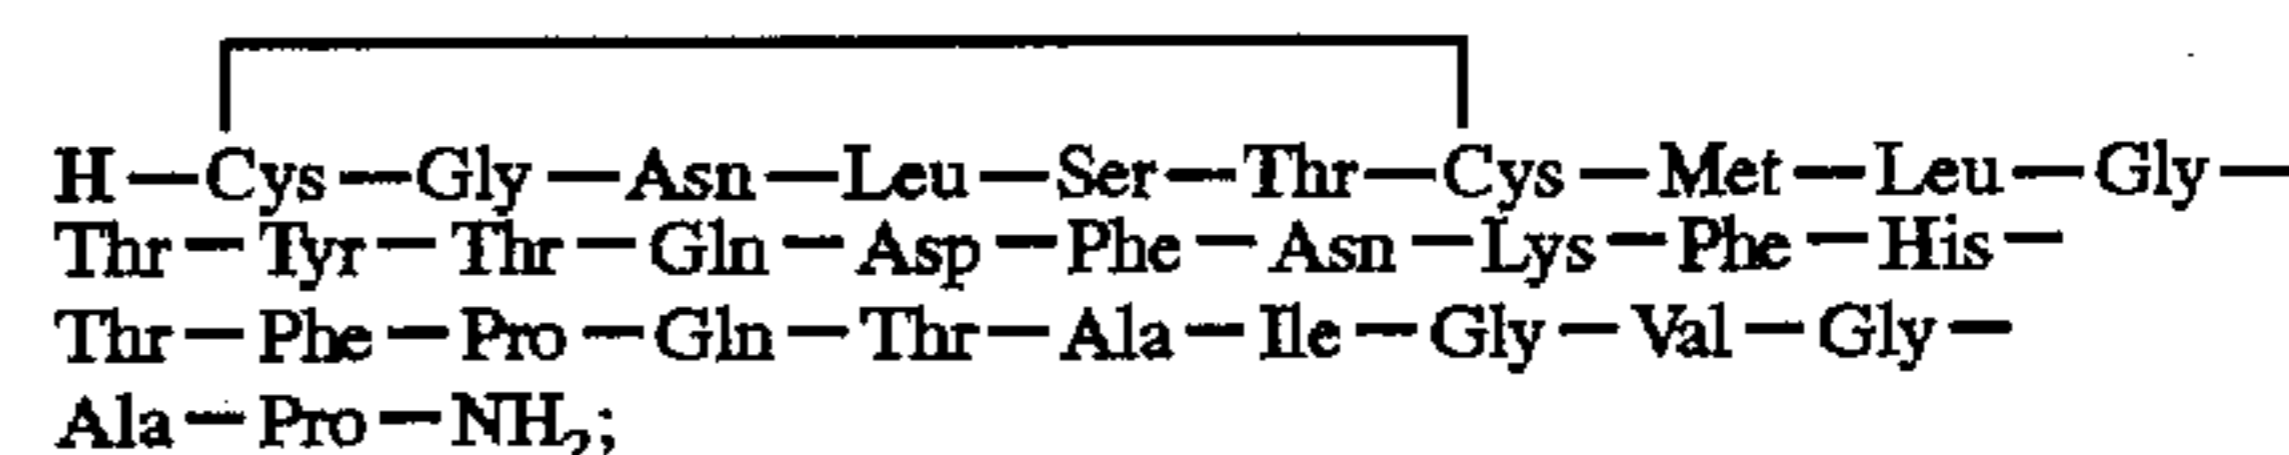 H—Cys—Gly—Asn—Leu—Ser—Thr—Cys—Met—Leu—Gly—
Thr—Tyr—Thr—Gln—Asp—Phe—Asn—Lys—Phe—His—
Thr—Phe—Pro—Gln—Thr—Ala—Ile—Gly—Val—Gly—
Ala—Pro—NH₂;